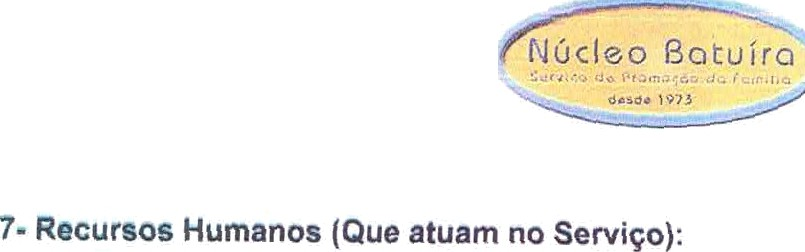 Núcleo Batuíra
Serviço de Promoção da Família
desde 1973
7- Recursos Humanos (Que atuam no Serviço):